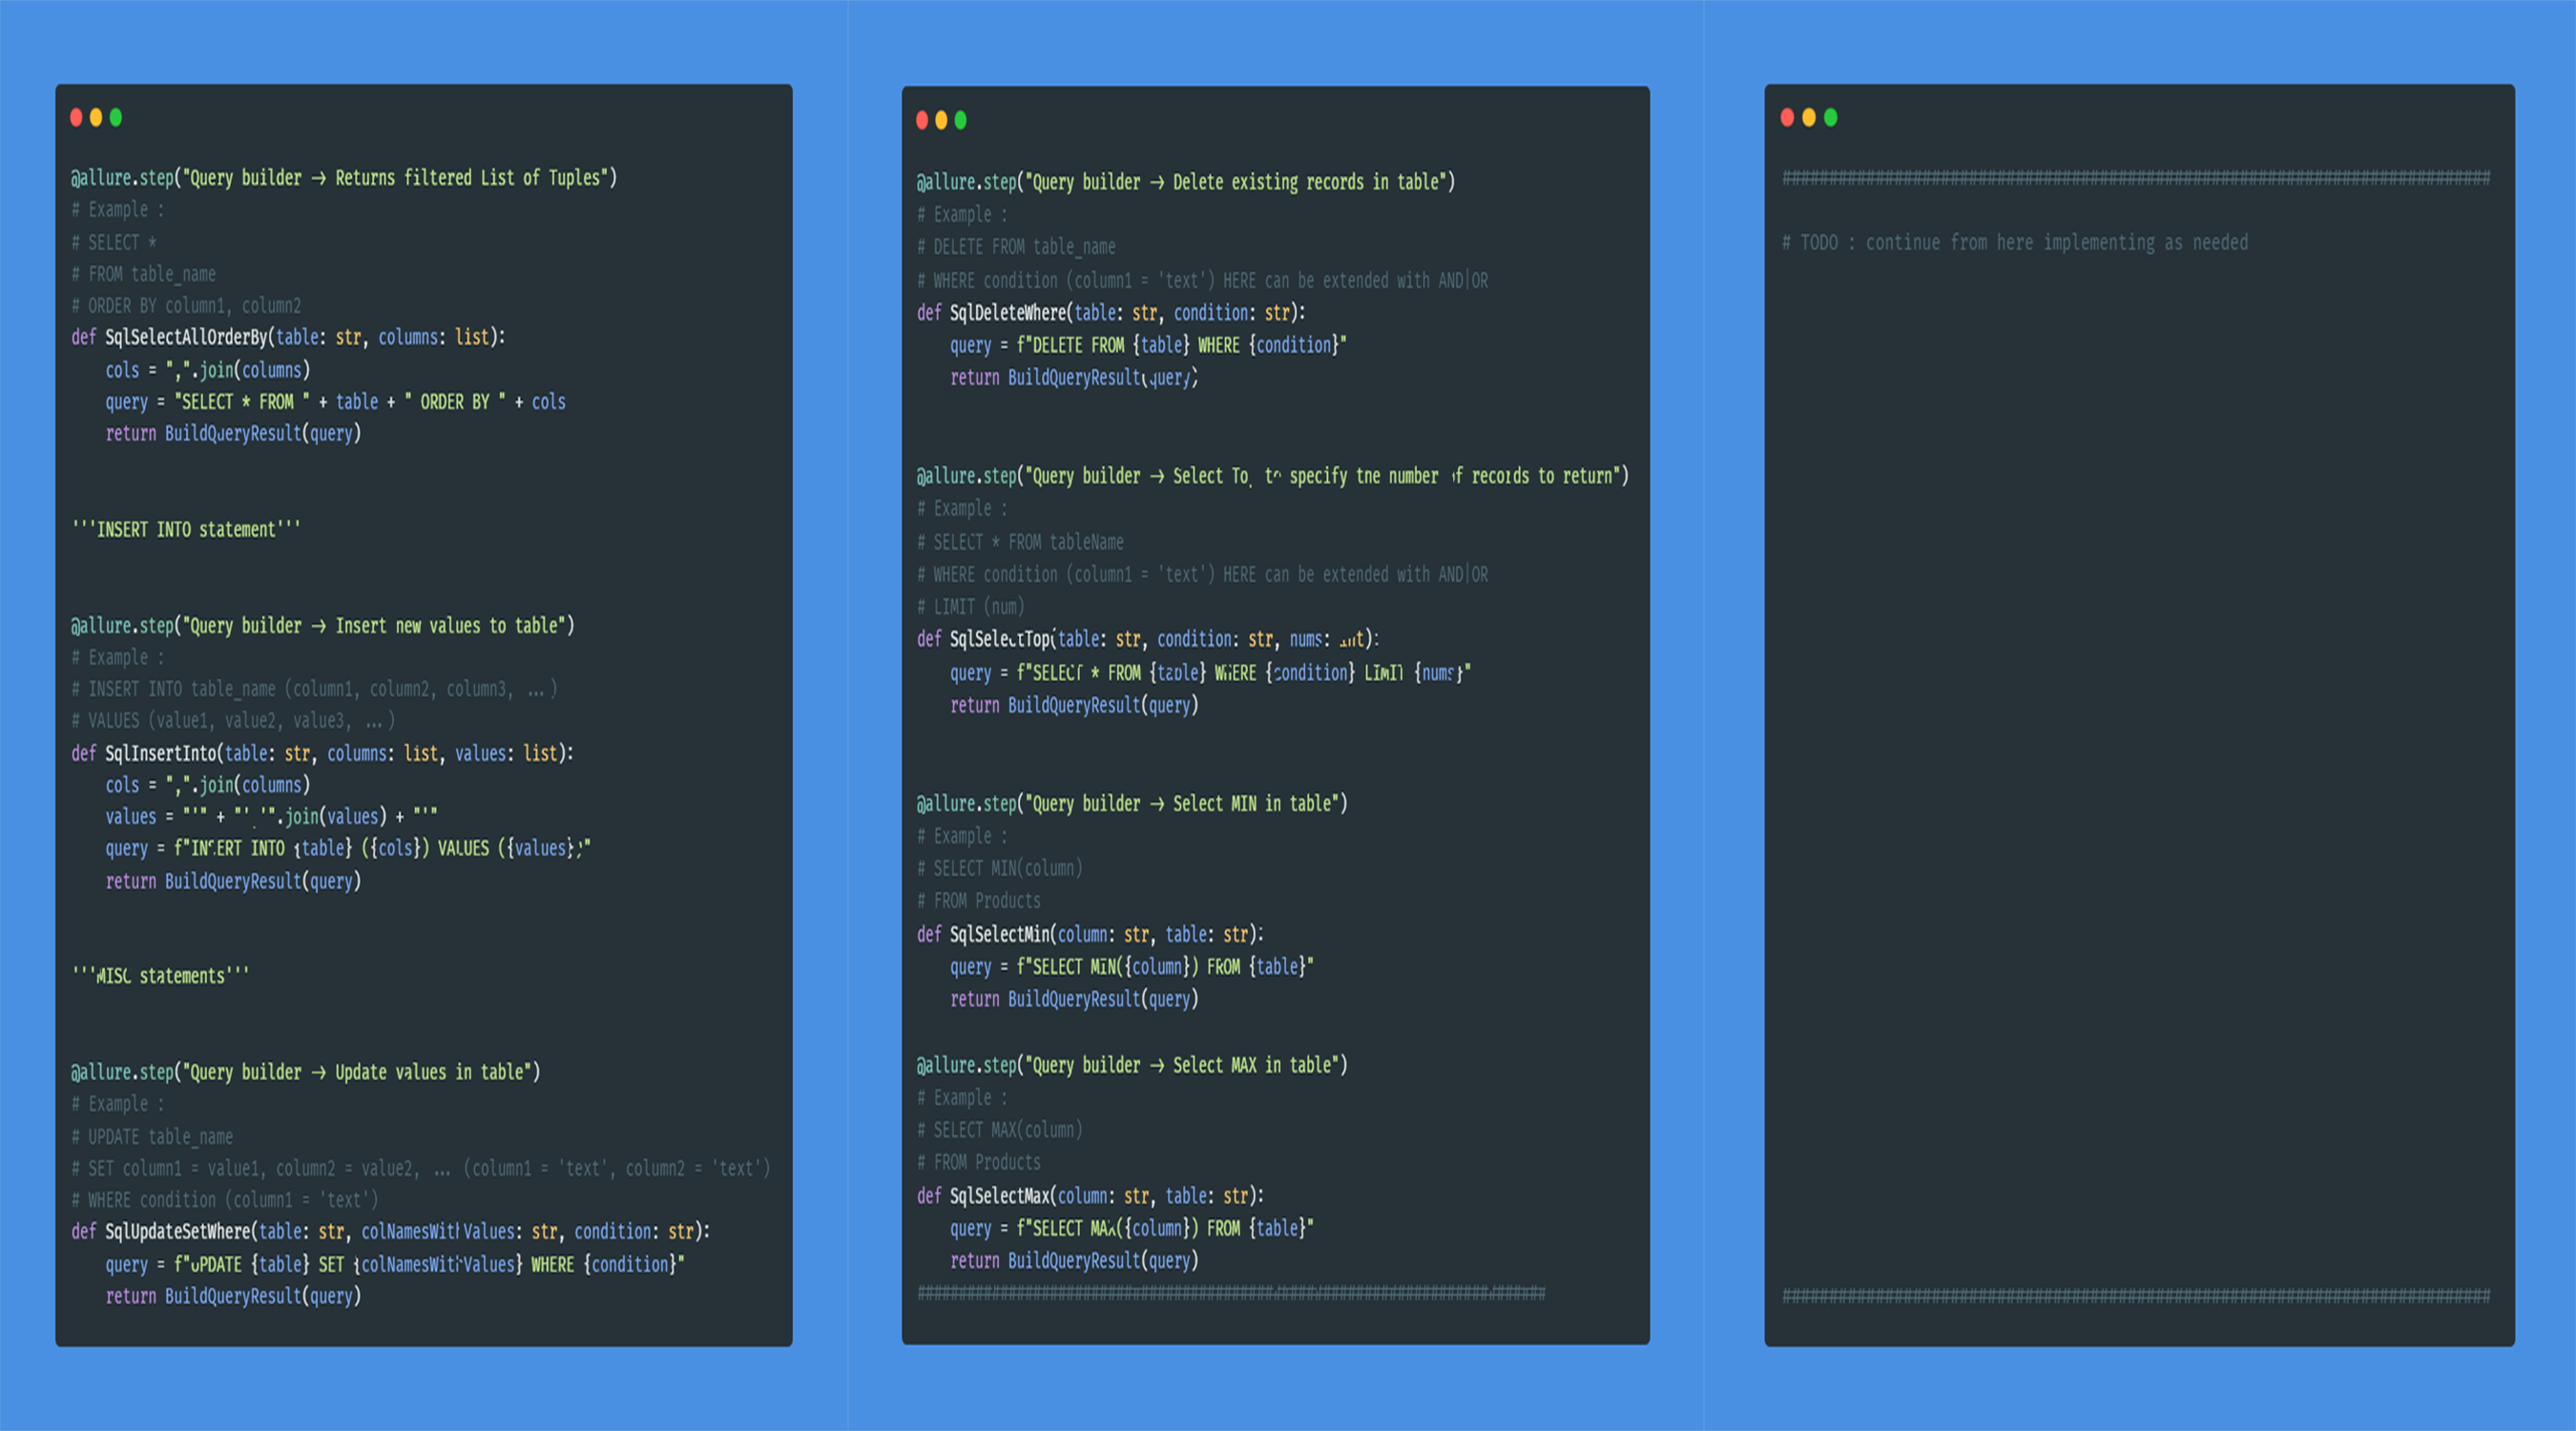 @allure.step("Query builder → Returns filtered List of Tuples")
# Example :
# SELECT *
# FROM table_name
# ORDER BY column1, column2
def SqlSelectAllOrderBy(table: str, columns: list):
    cols = ",".join(columns)
    query = "SELECT * FROM " + table + " ORDER BY " + cols
    return BuildQueryResult(query)
'''INSERT INTO statement'''
@allure.step("Query builder → Insert new values to table")
# Example :
# INSERT INTO table_name (column1, column2, column3, ...)
# VALUES (value1, value2, value3, ...)
def SqlInsertInto(table: str, columns: list, values: list):
    cols = ",".join(columns)
    values = "'" + "','".join(values) + "'"
    query = f"INSERT INTO {table} ({cols}) VALUES ({values})"
    return BuildQueryResult(query)
'''MISC statements'''
@allure.step("Query builder → Update values in table")
# Example :
# UPDATE table_name
# SET column1 = value1, column2 = value2, ... (column1 = 'text', column2 = 'text')
# WHERE condition (column1 = 'text')
def SqlUpdateSetWhere(table: str, colNamesWithValues: str, condition: str):
    query = f"UPDATE {table} SET {colNamesWithValues} WHERE {condition}"
    return BuildQueryResult(query)
@allure.step("Query builder → Delete existing records in table")
# Example :
# DELETE FROM table_name
# WHERE condition (column1 = 'text') HERE can be extended with AND|OR
def SqlDeleteWhere(table: str, condition: str):
    query = f"DELETE FROM {table} WHERE {condition}"
    return BuildQueryResult(query)
@allure.step("Query builder → Select Top to specify the number of records to return")
# Example :
# SELECT * FROM tableName
# WHERE condition (column1 = 'text') HERE can be extended with AND|OR
# LIMIT (num)
def SqlSelectTop(table: str, condition: str, nums: int):
    query = f"SELECT * FROM {table} WHERE {condition} LIMIT {nums}"
    return BuildQueryResult(query)
@allure.step("Query builder → Select MIN in table")
# Example :
# SELECT MIN(column)
# FROM Products
def SqlSelectMin(column: str, table: str):
    query = f"SELECT MIN({column}) FROM {table}"
    return BuildQueryResult(query)
@allure.step("Query builder → Select MAX in table")
# Example :
# SELECT MAX(column)
# FROM Products
def SqlSelectMax(column: str, table: str):
    query = f"SELECT MAX({column}) FROM {table}"
    return BuildQueryResult(query)
############################################################################
############################################################################
# TODO : continue from here implementing as needed
############################################################################